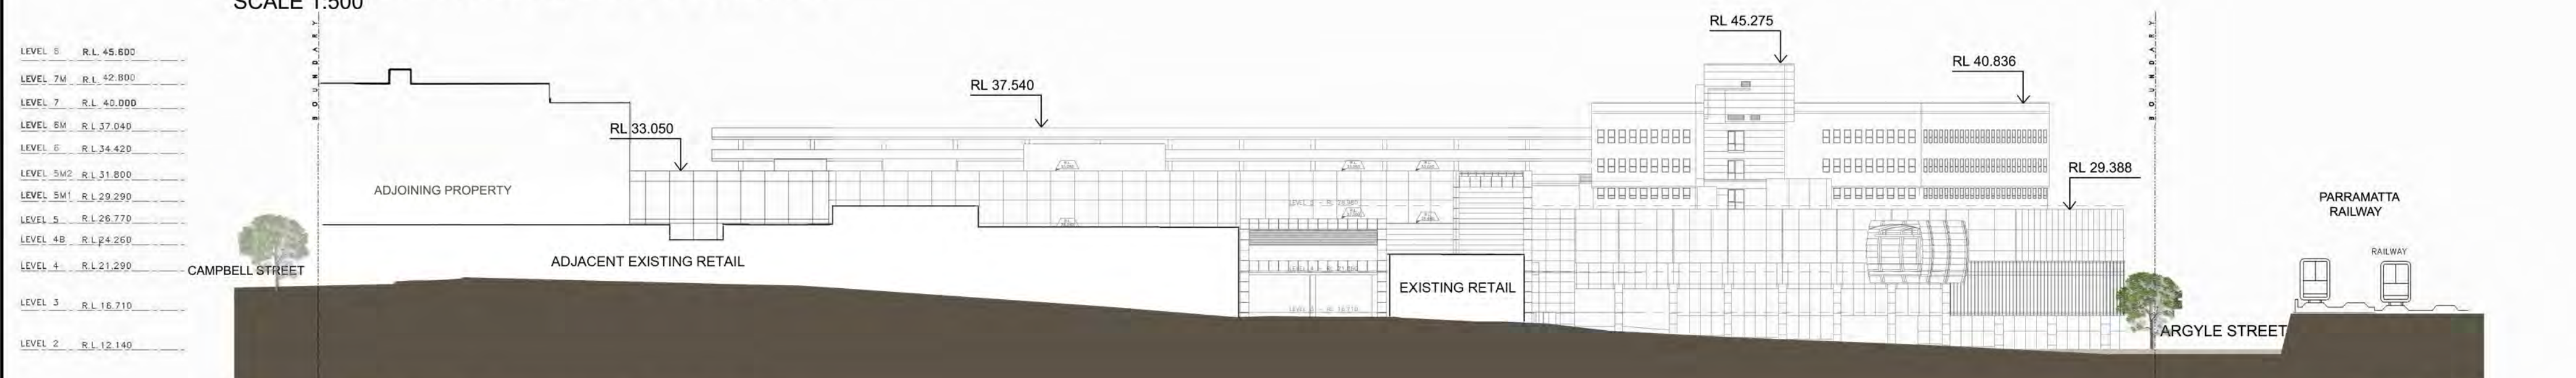 SCALE 1:500
LEVEL 8 R.L. 45.600
LEVEL 7M R.L. 42.800
LEVEL 7 R.L. 40.000
LEVEL 6M R.L 37.040
LEVEL 6 R.L 34.420
LEVEL 5M2 R.L 31.800
LEVEL 5M1 R.L 29.290
LEVEL 5 R.L 26.770
LEVEL 4B R.L 24.260
LEVEL 4 R.L 21.290
LEVEL 3 R.L 16.710
LEVEL 2 R.L 12.140
BOUNDARY
CAMPBELL STREET
ADJOINING PROPERTY
RL 33.050
ADJACENT EXISTING RETAIL
RL 37.540
EXISTING RETAIL
RL 45.275
RL 40.836
RL 29.388
BOUNDARY
ARGYLE STREET
PARRAMATTA
RAILWAY
RAILWAY